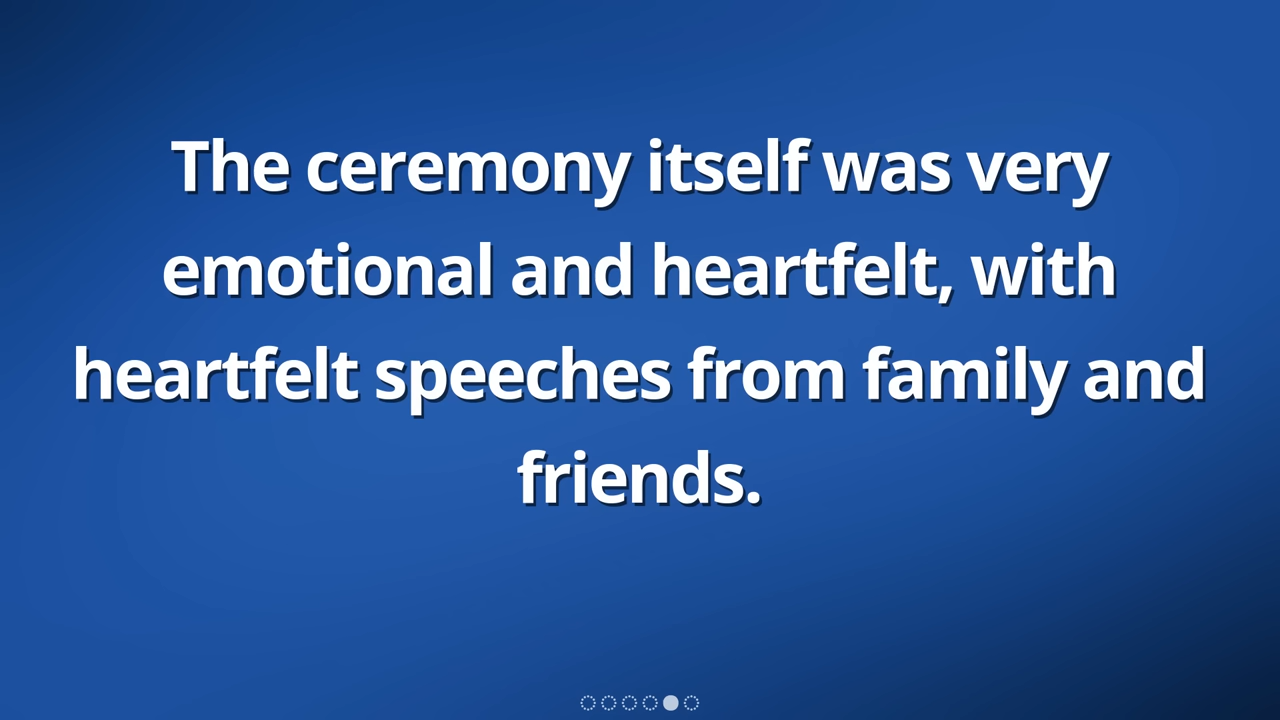 The ceremony itself was very
emotional and heartfelt, with
heartfelt speeches from family and
friends.